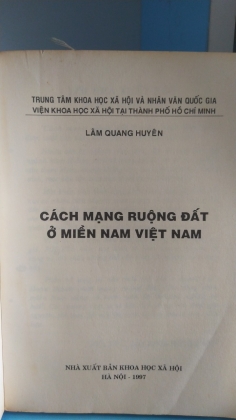 TRUNG TÂM KHOA HỌC XÃ HỘI VÀ NHÂN VĂN QUỐC GIA
VIỆN KHOA HỌC XÃ HỘI TẠI THÀNH PHỐ HỒ CHÍ MINH
LÂM QUANG HUYÊN
CÁCH MẠNG RUỘNG ĐẤT
Ở MIỀN NAM VIỆT NAM
NHÀ XUẤT BẢN KHOA HỌC XÃ HỘI
HÀ NỘI - 1997